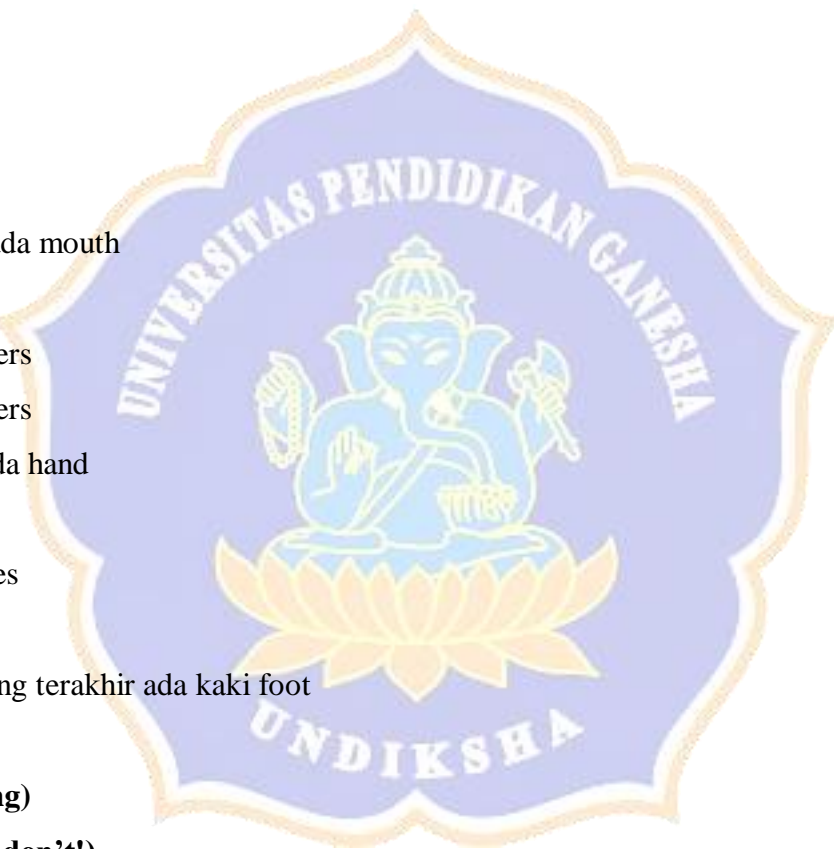 UNIVERSITAS PENDIDIKAN GANESHA
da mouth
ers
ers
da hand
es
ng terakhir ada kaki foot
UNDIKSHA
ng)
don't!)